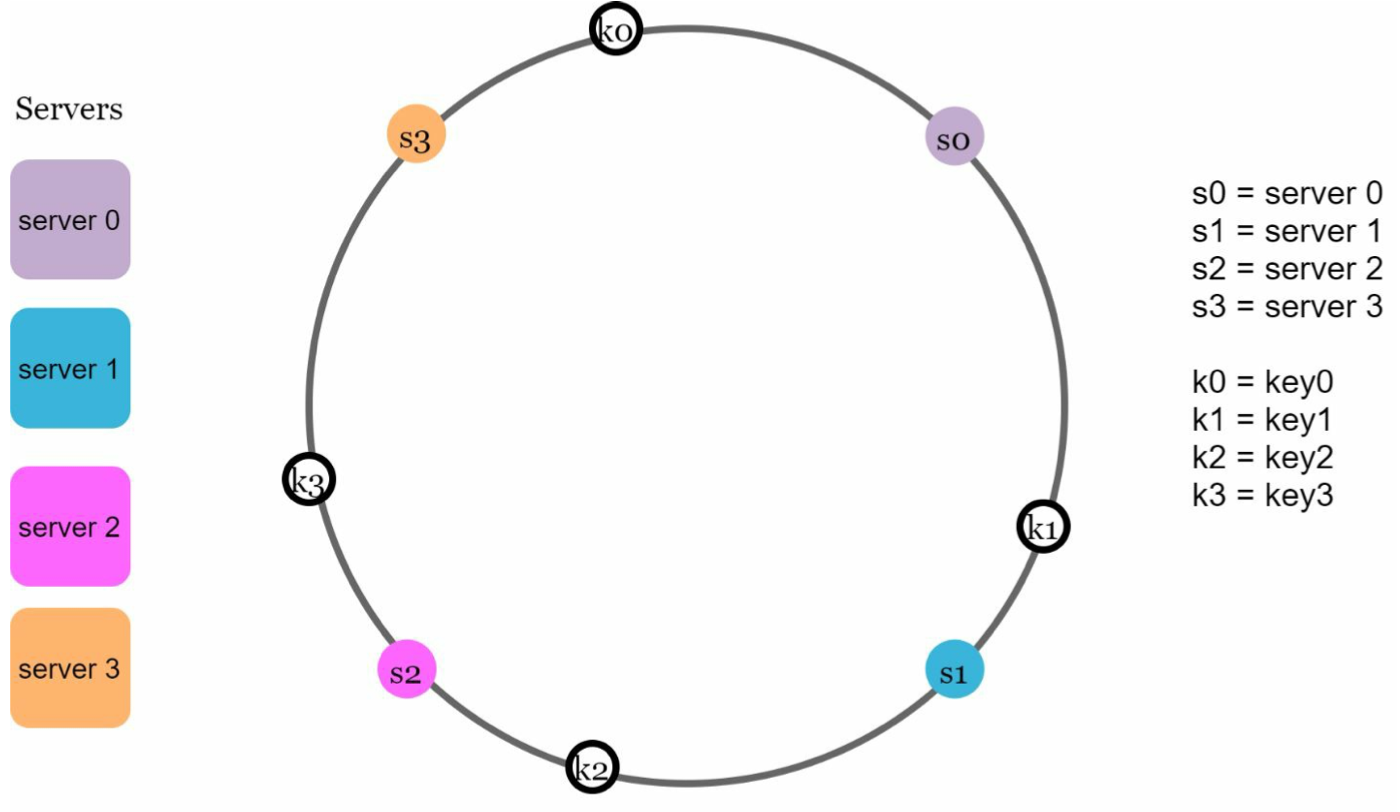 Servers
server 0
server 1
server 2
server 3
k0
s3
s0
k3
k1
s2
s1
k2
s0 = server 0
s1 = server 1
s2 = server 2
s3 = server 3
k0 = key0
k1 = key1
k2 = key2
k3 = key3